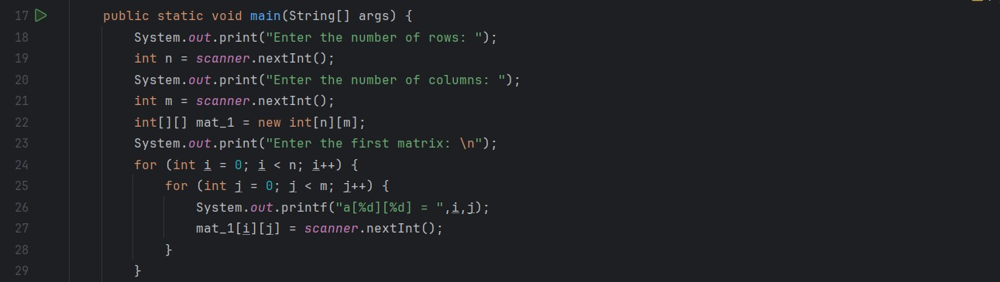 17 public static void main(String[] args) {
18 System.out.print("Enter the number of rows: ");
19 int n = scanner.nextInt();
20 System.out.print("Enter the number of columns: ");
21 int m = scanner.nextInt();
22 int[][] mat_1 = new int[n][m];
23 System.out.print("Enter the first matrix: \n");
24 for (int i = 0; i < n; i++) {
25 for (int j = 0; j < m; j++) {
26 System.out.printf("a[%d][%d] = ",i,j);
27 mat_1[i][j] = scanner.nextInt();
28 }
29 }